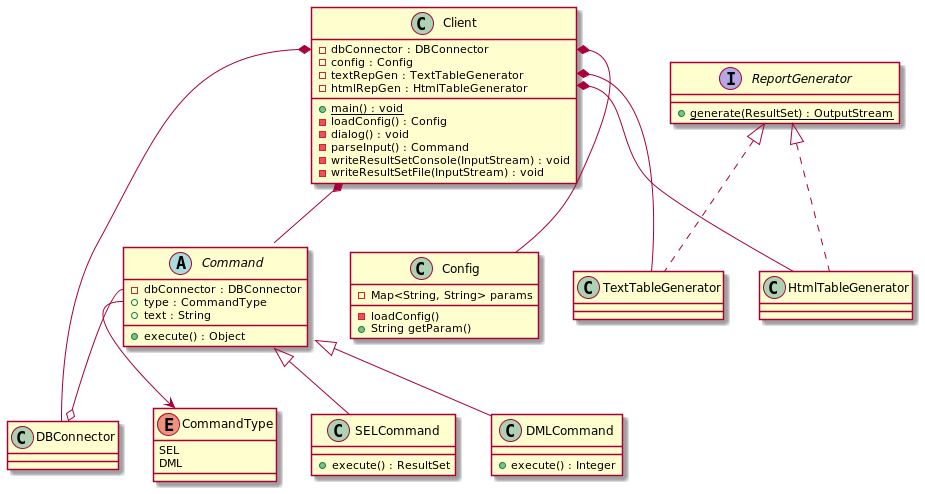 C Client
dbConnector : DBConnector
config : Config
textRepGen : TextTableGenerator
htmlRepGen : HtmlTableGenerator
main() : void
loadConfig() : Config
dialog() : void
parseInput() : Command
writeResultSetConsole(InputStream) : void
writeResultSetFile(InputStream) : void
I ReportGenerator
generate(ResultSet) : OutputStream
A Command
dbConnector : DBConnector
type : CommandType
text : String
execute() : Object
C Config
Map<String, String> params
loadConfig()
String getParam()
C TextTableGenerator
C HtmlTableGenerator
C DBConnector
E CommandType
SEL
DML
C SELCommand
execute() : ResultSet
C DMLCommand
execute() : Integer